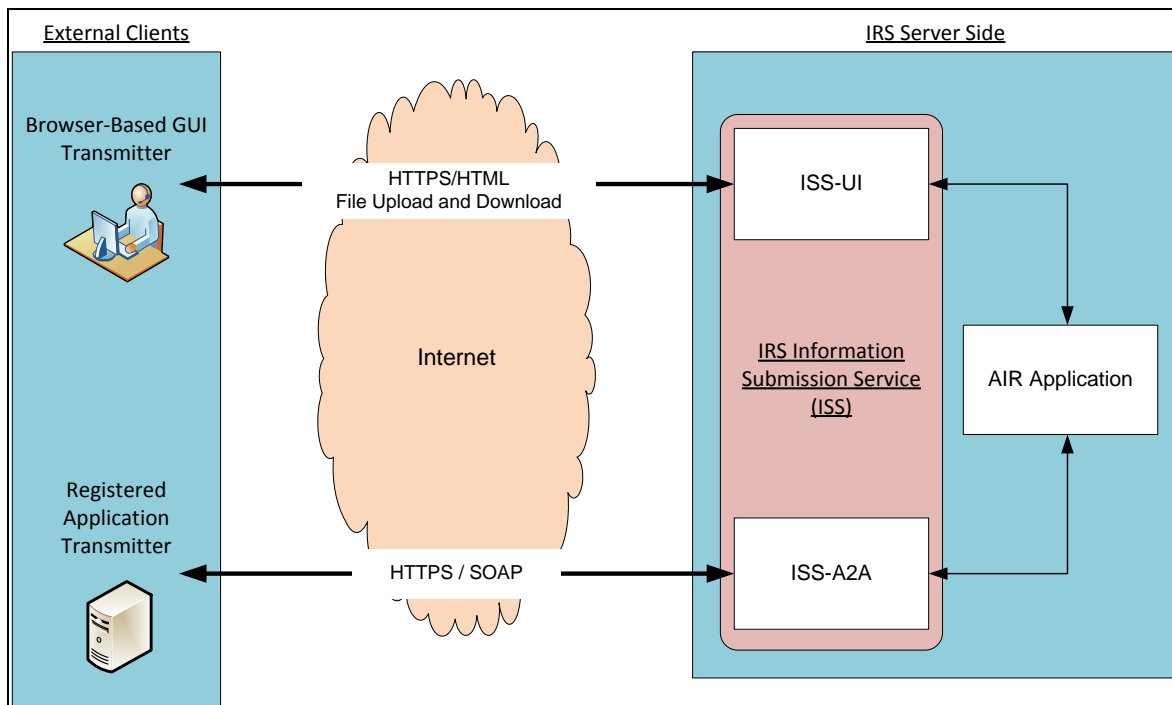 External Clients
IRS Server Side
Browser-Based GUI
Transmitter
HTTPS/HTML
File Upload and Download
ISS-UI
Internet
IRS Information
Submission Service
(ISS)
AIR Application
Registered
Application
Transmitter
HTTPS / SOAP
ISS-A2A